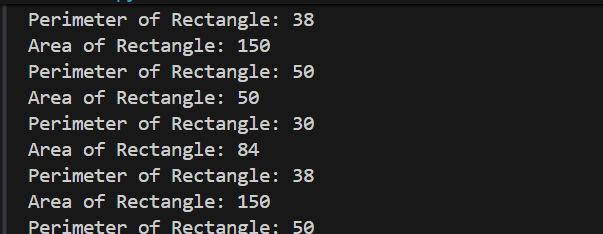 Perimeter of Rectangle: 38
Area of Rectangle: 150
Perimeter of Rectangle: 50
Area of Rectangle: 50
Perimeter of Rectangle: 30
Area of Rectangle: 84
Perimeter of Rectangle: 38
Area of Rectangle: 150
Perimeter of Rectangle: 50